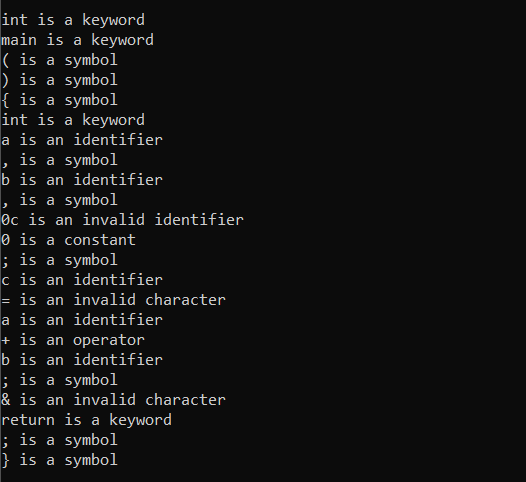 int is a keyword
main is a keyword
( is a symbol
) is a symbol
{ is a symbol
int is a keyword
a is an identifier
, is a symbol
b is an identifier
, is a symbol
0c is an invalid identifier
0 is a constant
; is a symbol
c is an identifier
= is an invalid character
a is an identifier
+ is an operator
b is an identifier
; is a symbol
& is an invalid character
return is a keyword
; is a symbol
} is a symbol